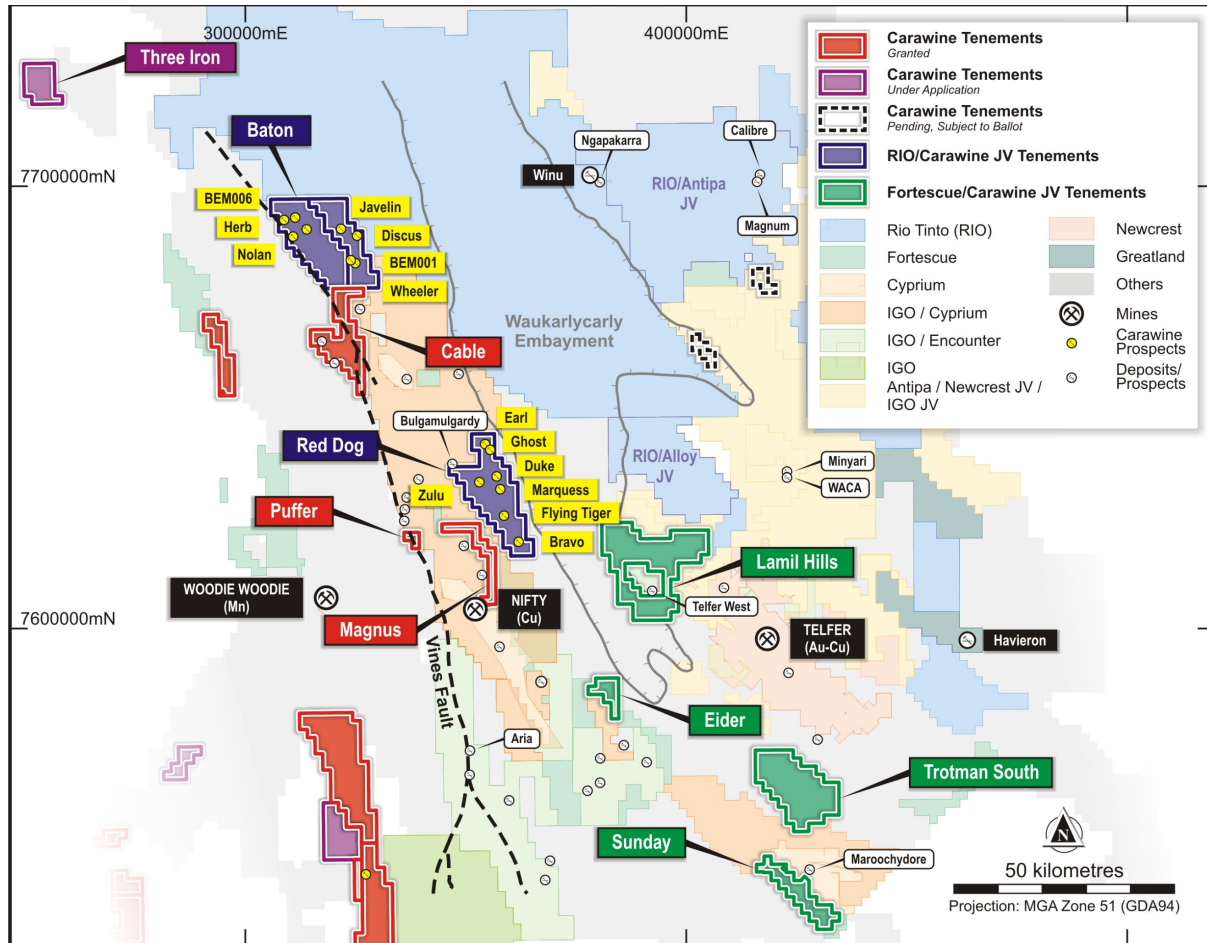 300000mE
400000mE
7700000mN
7600000mN
Three Iron
Baton
BEM006
Herb
Nolan
Javelin
Discus
BEM001
Wheeler
Cable
Waukarlycarly
Embayment
Ngapakarra
Winu
Calibre
RIO/Antipa
JV
Magnum
Red Dog
Bulgamulgardy
Earl
Ghost
Duke
Marquess
Zulu
Flying Tiger
Bravo
RIO/Alloy
JV
Minyari
WACA
Puffer
WOODIE WOODIE
(Mn)
Magnus
NIFTY
(Cu)
Lamil Hills
Telfer West
TELFER
(Au-Cu)
Havieron
Vines Fault
Eider
Aria
Trotman South
Sunday
Maroochydore
Carawine Tenements
Granted
Carawine Tenements
Under Application
Carawine Tenements
Pending, Subject to Ballot
RIO/Carawine JV Tenements
Fortescue/Carawine JV Tenements
Rio Tinto (RIO)
Fortescue
Cyprium
IGO / Cyprium
IGO / Encounter
IGO
Antipa / Newcrest JV /
IGO JV
Newcrest
Greatland
Others
Mines
Carawine
Prospects
Deposits/
Prospects
N
50 kilometres
Projection: MGA Zone 51 (GDA94)